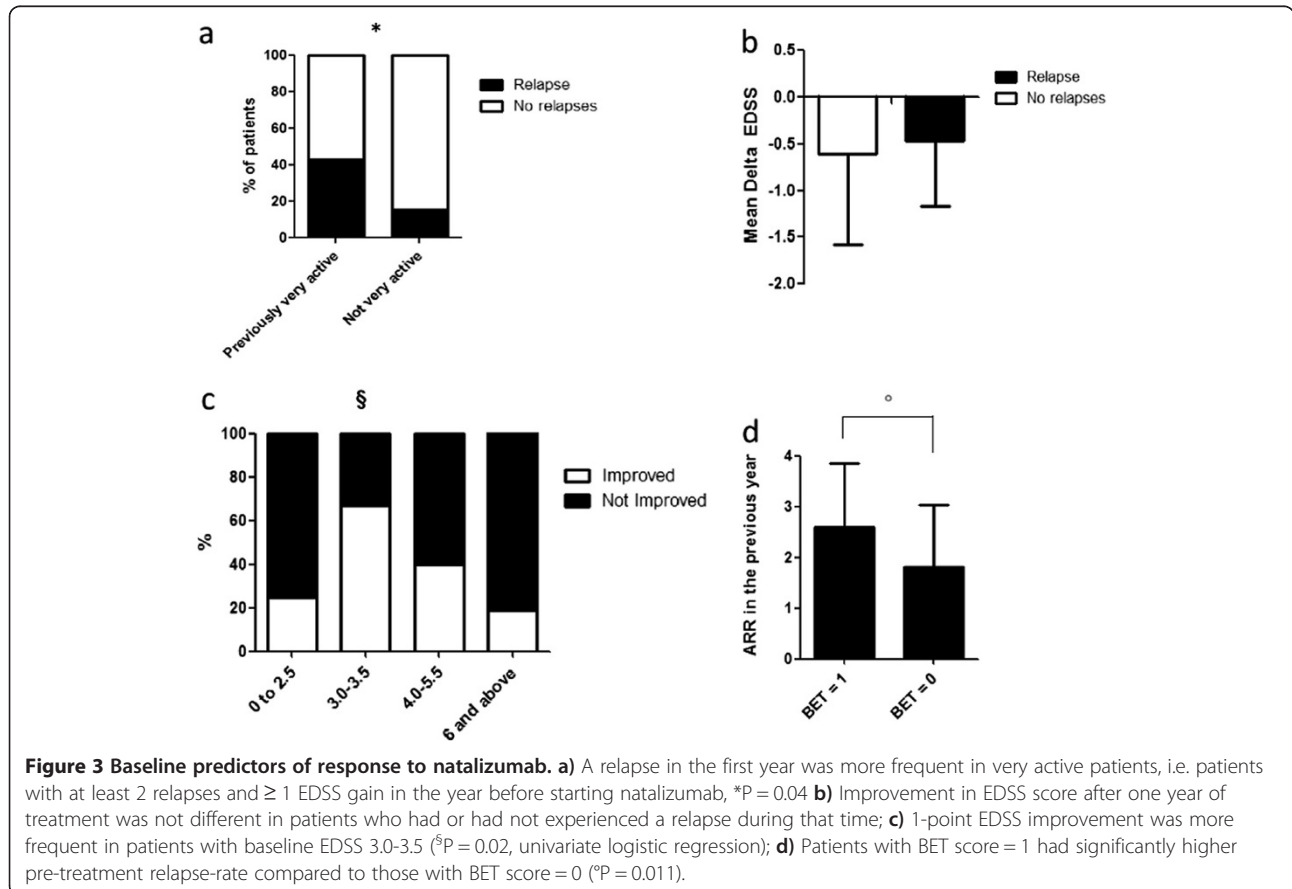 a
*
100
80
60
40
20
0
% of patients
Previously very active
Not very active
Relapse
No relapses
b
0.5
0.0
-0.5
-1.0
-1.5
-2.0
Mean Delta EDSS
Relapse
No relapses
c
§
100
80
60
40
20
0
%
0 to 2.5
3.0-3.5
4.0-5.5
6 and above
Improved
Not Improved
d
°
4
3
2
1
0
ARR in the previous year
BET = 1
BET = 0
Figure 3 Baseline predictors of response to natalizumab. a) A relapse in the first year was more frequent in very active patients, i.e. patients
with at least 2 relapses and ≥ 1 EDSS gain in the year before starting natalizumab, *P = 0.04 b) Improvement in EDSS score after one year of
treatment was not different in patients who had or had not experienced a relapse during that time; c) 1-point EDSS improvement was more
frequent in patients with baseline EDSS 3.0-3.5 (§P = 0.02, univariate logistic regression); d) Patients with BET score = 1 had significantly higher
pre-treatment relapse-rate compared to those with BET score = 0 (°P = 0.011).